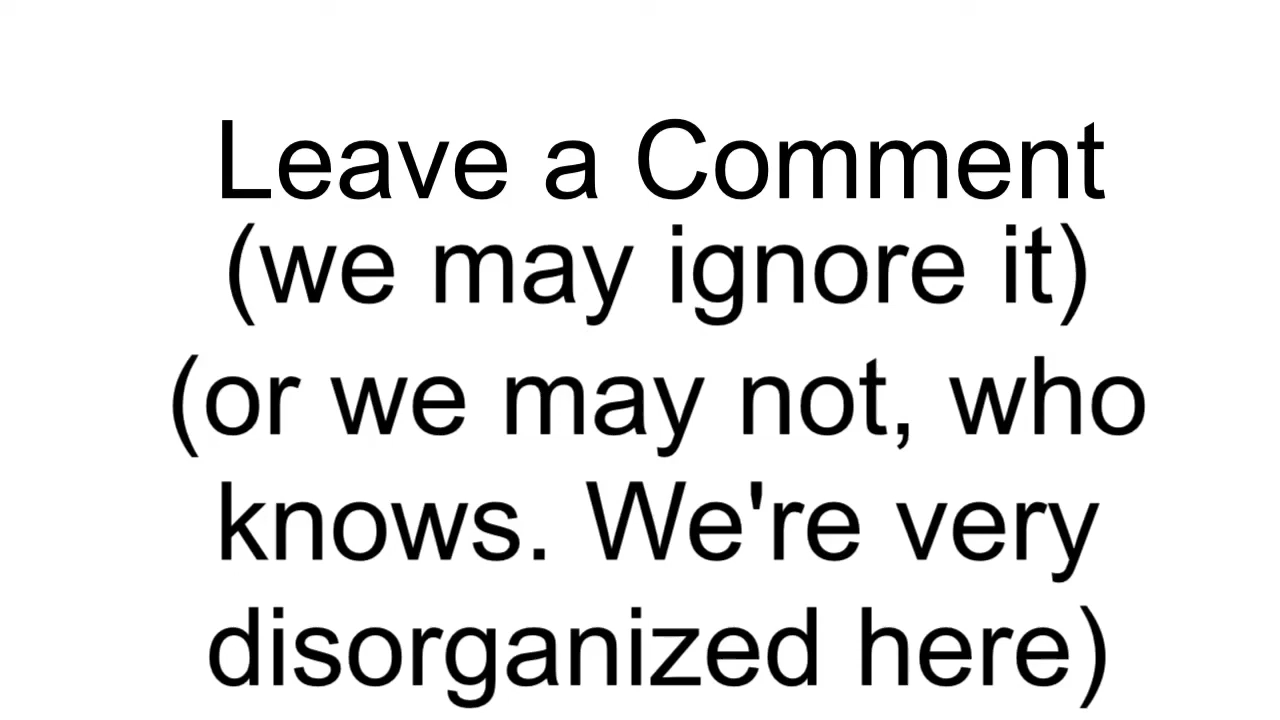 Leave a Comment
(we may ignore it)
(or we may not, who
knows. We're very
disorganized here)